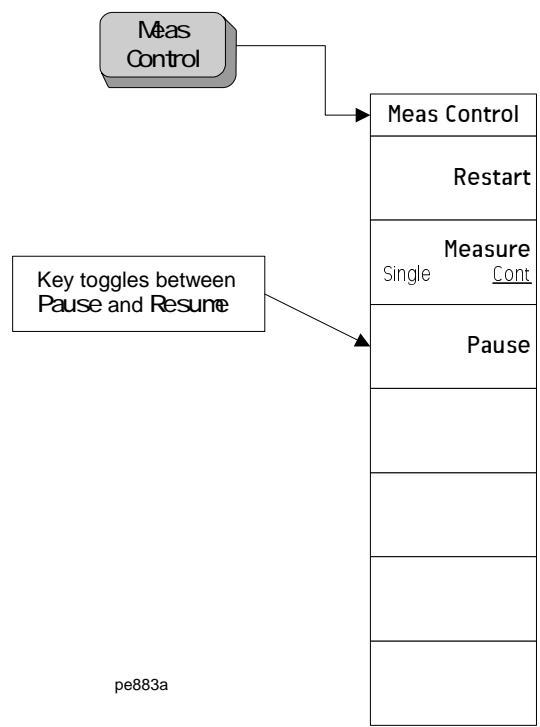 Meas
Control
Meas Control
Restart
Measure
Single Cont
Key toggles between
Pause and Resume
Pause
pe883a